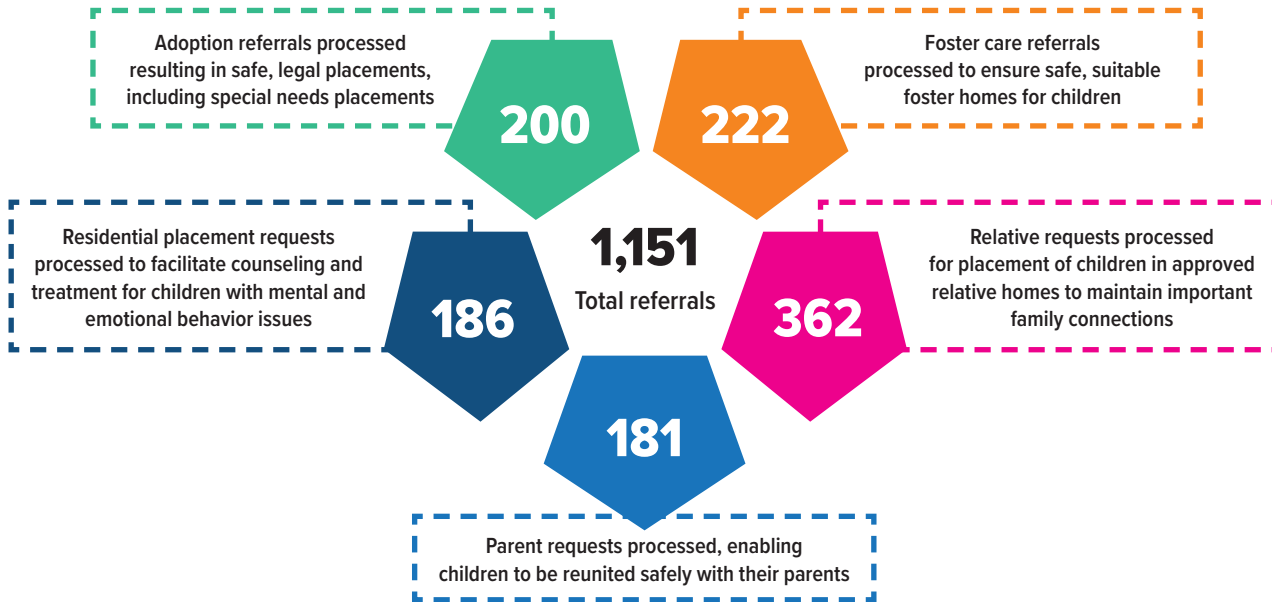 Adoption referrals processed
resulting in safe, legal placements,
including special needs placements
200
222
Foster care referrals
processed to ensure safe, suitable
foster homes for children
Residential placement requests
processed to facilitate counseling and
treatment for children with mental and
emotional behavior issues
186
1,151
Total referrals
362
Relative requests processed
for placement of children in approved
relative homes to maintain important
family connections
181
Parent requests processed, enabling
children to be reunited safely with their parents